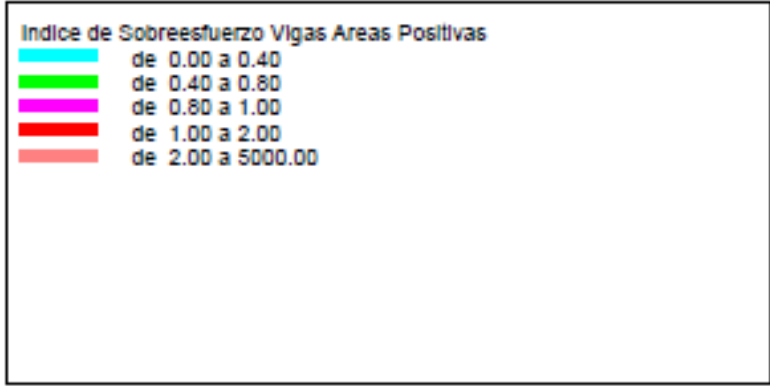 Indice de Sobreesfuerzo Vigas Areas Positivas
de 0.00 a 0.40
de 0.40 a 0.80
de 0.80 a 1.00
de 1.00 a 2.00
de 2.00 a 5000.00